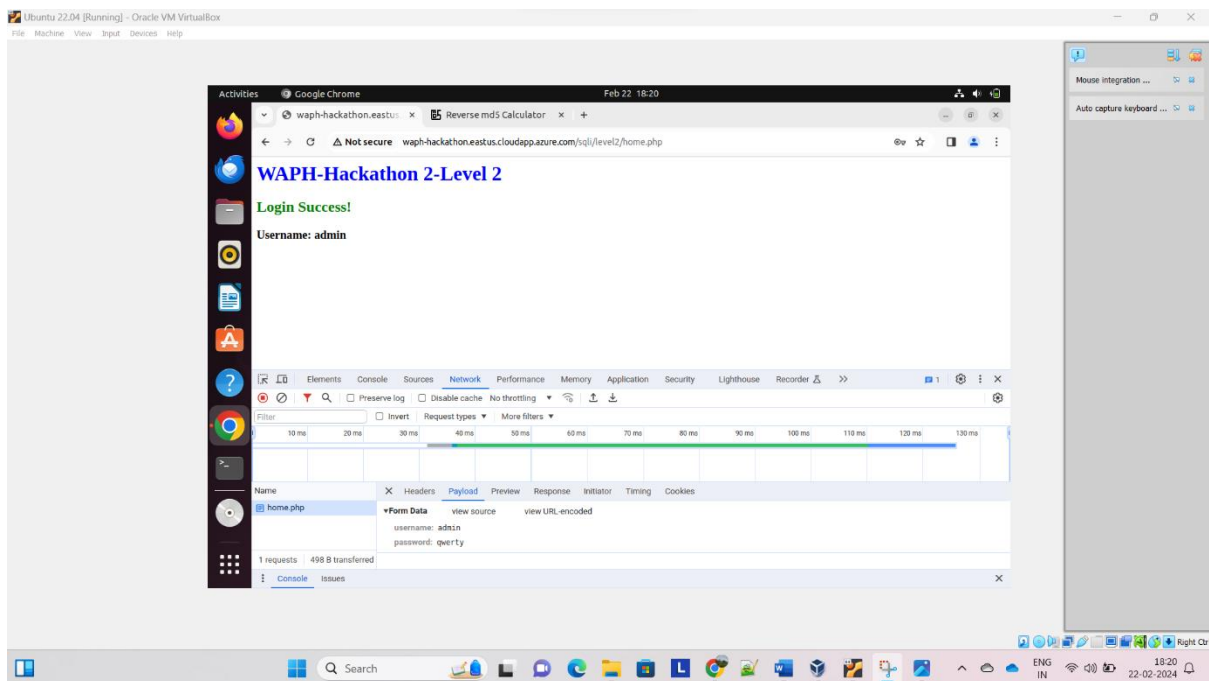 Ubuntu 22.04 [Running] - Oracle VM VirtualBox
File Machine View Input Devices Help
Mouse integration ...
Auto capture keyboard ...
Activities Google Chrome Feb 22 18:20
waph-hackathon.eastus. × Reverse md5 Calculator × +
Not secure waph-hackathon.eastus.cloudapp.azure.com/sqli/level2/home.php
WAPH-Hackathon 2-Level 2
Login Success!
Username: admin
Elements Console Sources Network Performance Memory Application Security Lighthouse Recorder >> 1
Preserve log Disable cache No throttling
Filter Invert Request types More filters
10 ms 20 ms 30 ms 40 ms 50 ms 60 ms 70 ms 80 ms 90 ms 100 ms 110 ms 120 ms 130 ms
Name × Headers Payload Preview Response Initiator Timing Cookies
home.php Form Data view source view URL-encoded
username: admin
password: qwerty
1 requests 498 B transferred
Console Issues
Right Ctr
Search
ENG
IN
18:20
22-02-2024